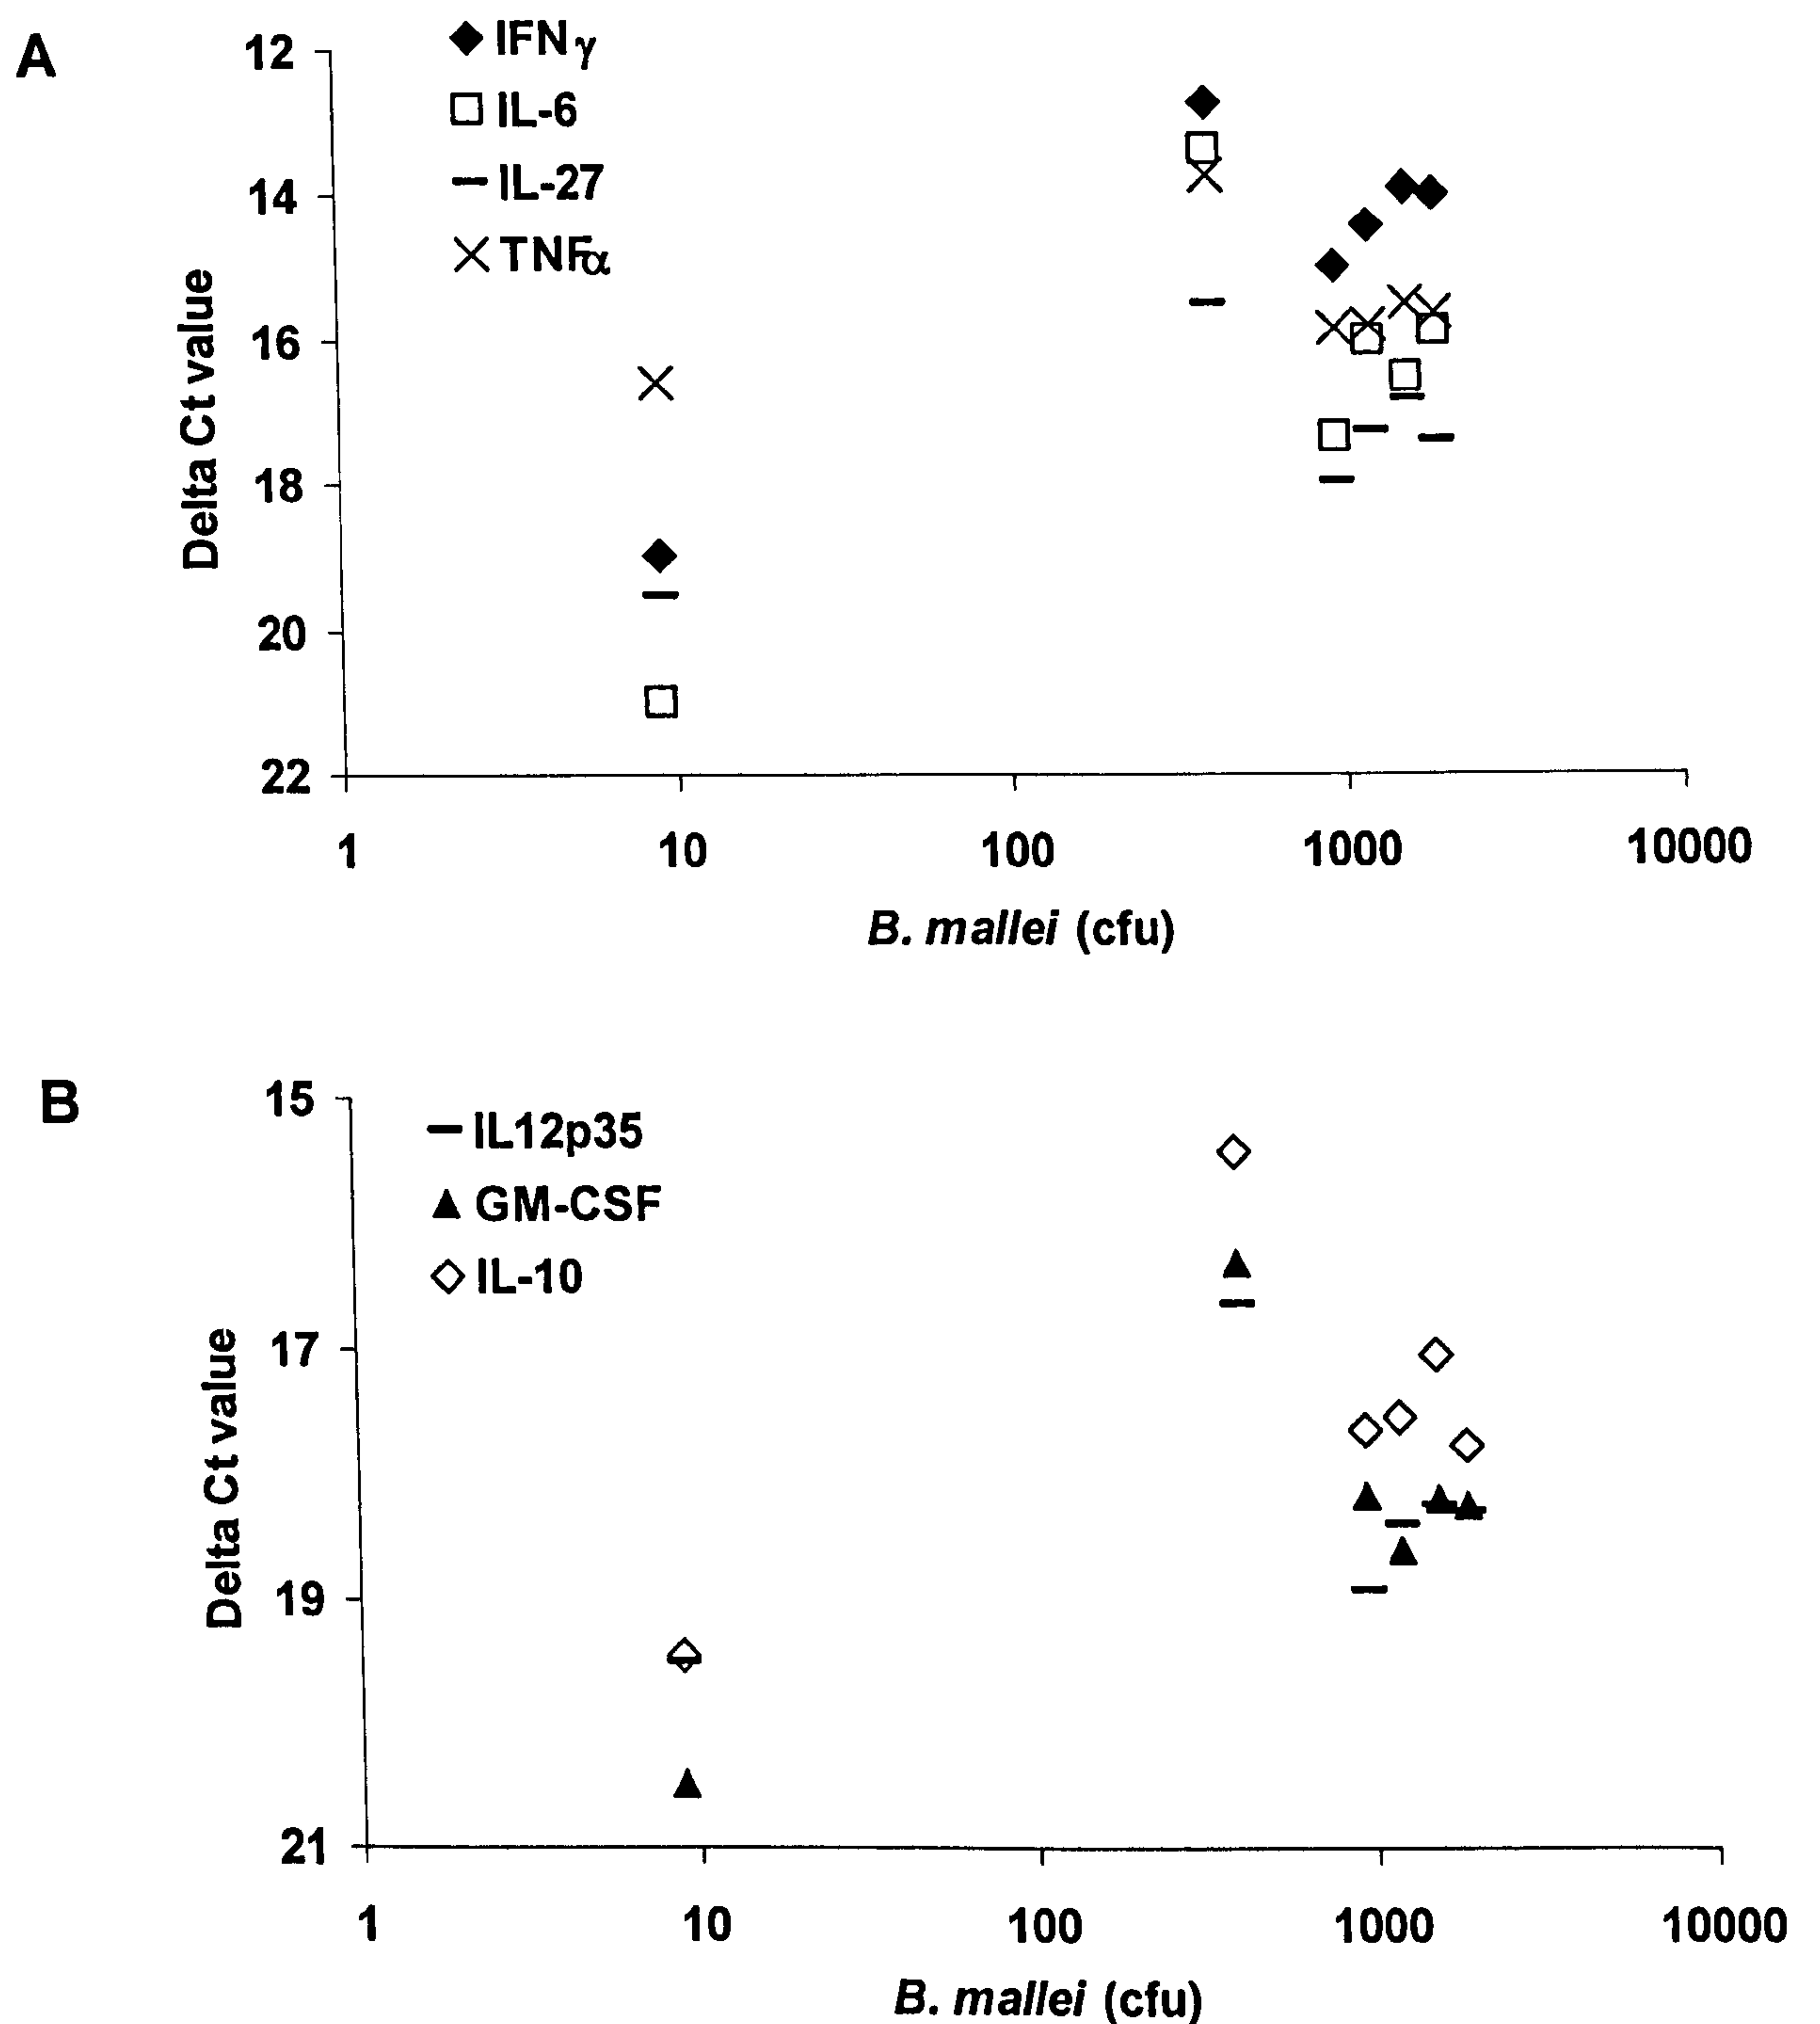 A
IFNγ
IL-6
IL-27
TNFα
12
14
16
18
20
22
Delta Ct value
1 10 100 1000 10000
B. mallei (cfu)
B
IL12p35
GM-CSF
IL-10
15
17
19
21
Delta Ct value
1 10 100 1000 10000
B. mallei (cfu)